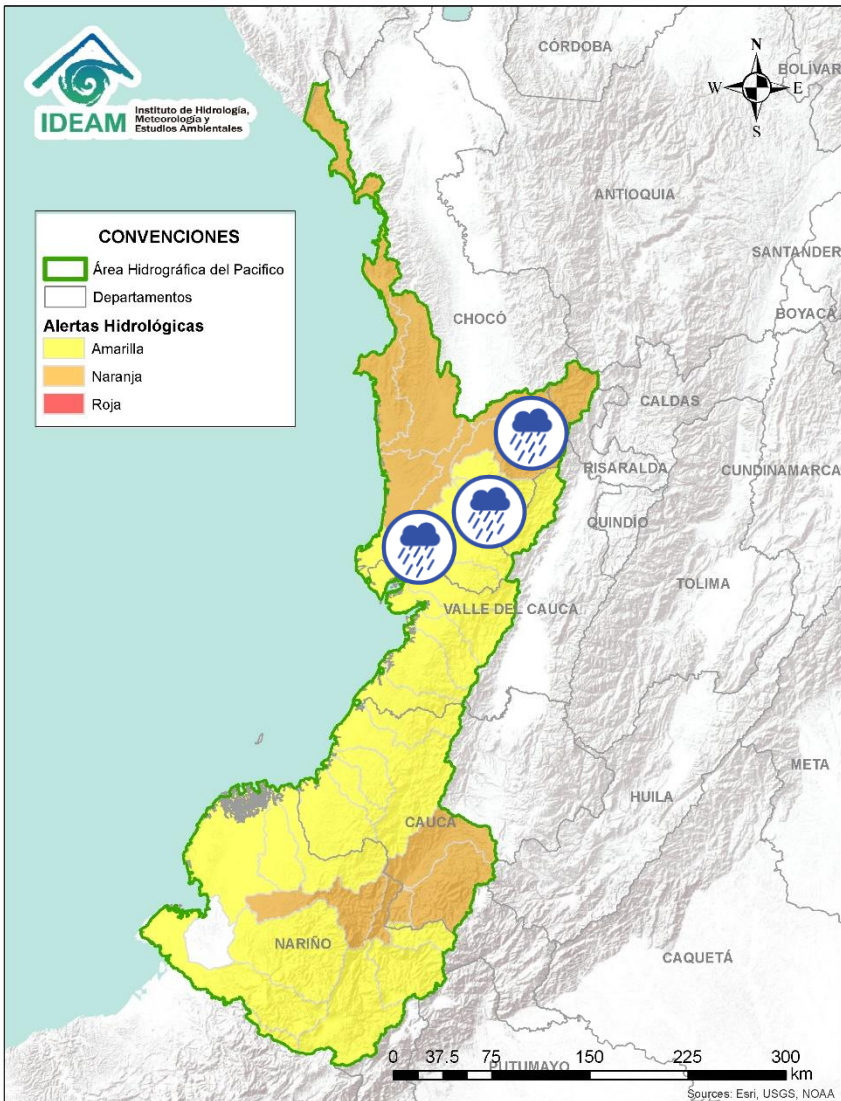 IDEAM
Instituto de Hidrología,
Meteorología y
Estudios Ambientales
N
W
E
S
CONVENCIONES
Área Hidrográfica del Pacifico
Departamentos
Alertas Hidrológicas
Amarilla
Naranja
Roja
CÓRDOBA
BOLÍVAR
ANTIOQUIA
SANTANDER
BOYACÁ
CHOCÓ
CALDAS
RISARALDA
CUNDINAMARCA
QUINDÍO
TOLIMA
VALLE DEL CAUCA
META
HUILA
CAUCA
NARIÑO
CAQUETÁ
PUTUMAYO
0 37.5 75 150 225 300
km
Sources: Esri, USGS, NOAA